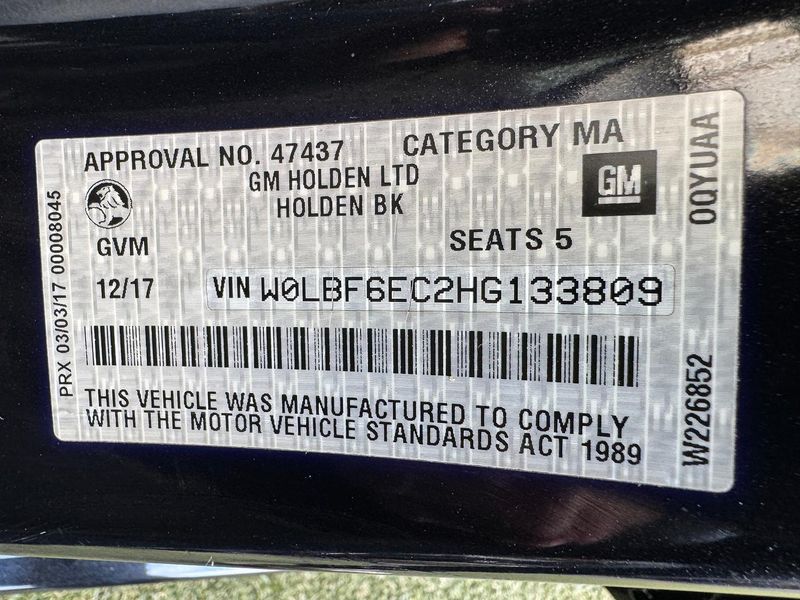 APPROVAL NO. 47437 CATEGORY MA
GM HOLDEN LTD
HOLDEN BK
GM
GVM
SEATS 5
12/17
VIN W0LBF6EC2HG133809
THIS VEHICLE WAS MANUFACTURED TO COMPLY
WITH THE MOTOR VEHICLE STANDARDS ACT 1989
PRX 03/03/17 00008045
W226852 0QYUAA